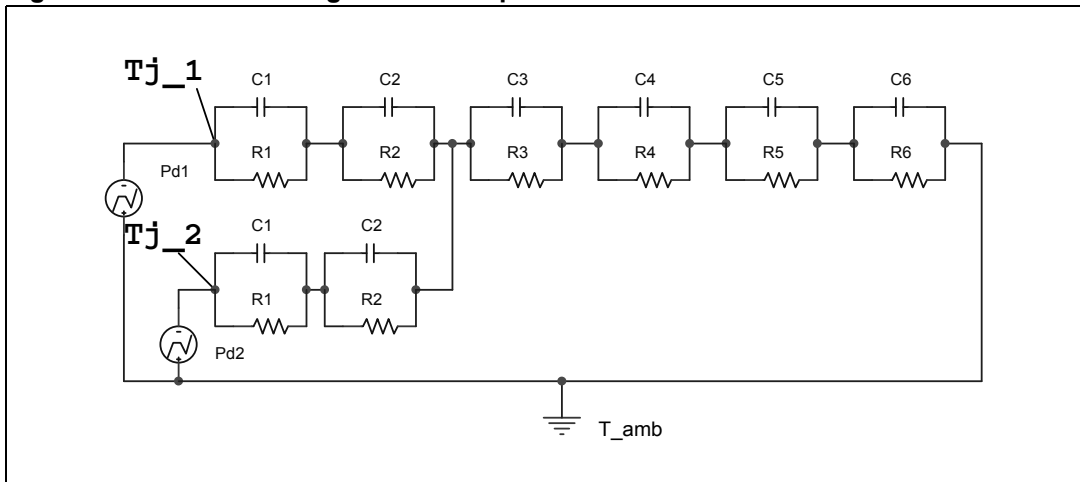 Tj_1
C1 C2 C3 C4 C5 C6
R1 R2 R3 R4 R5 R6
Pd1
Tj_2
C1 C2
R1 R2
Pd2
T_amb